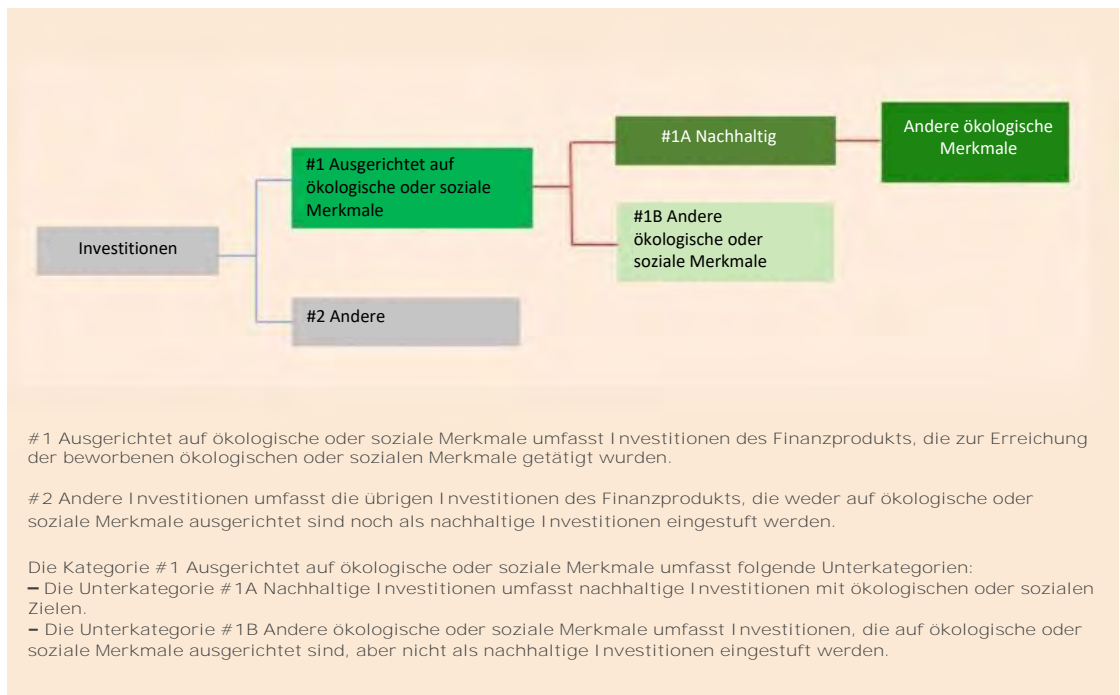 Investitionen
#1 Ausgerichtet auf
ökologische oder soziale
Merkmale
#2 Andere
#1A Nachhaltig
#1B Andere
ökologische oder
soziale Merkmale
Andere ökologische
Merkmale
#1 Ausgerichtet auf ökologische oder soziale Merkmale umfasst Investitionen des Finanzprodukts, die zur Erreichung
der beworbenen ökologischen oder sozialen Merkmale getätigt wurden.
#2 Andere Investitionen umfasst die übrigen Investitionen des Finanzprodukts, die weder auf ökologische oder
soziale Merkmale ausgerichtet sind noch als nachhaltige Investitionen eingestuft werden.
Die Kategorie #1 Ausgerichtet auf ökologische oder soziale Merkmale umfasst folgende Unterkategorien:
– Die Unterkategorie #1A Nachhaltige Investitionen umfasst nachhaltige Investitionen mit ökologischen oder sozialen
Zielen.
– Die Unterkategorie #1B Andere ökologische oder soziale Merkmale umfasst Investitionen, die auf ökologische oder
soziale Merkmale ausgerichtet sind, aber nicht als nachhaltige Investitionen eingestuft werden.